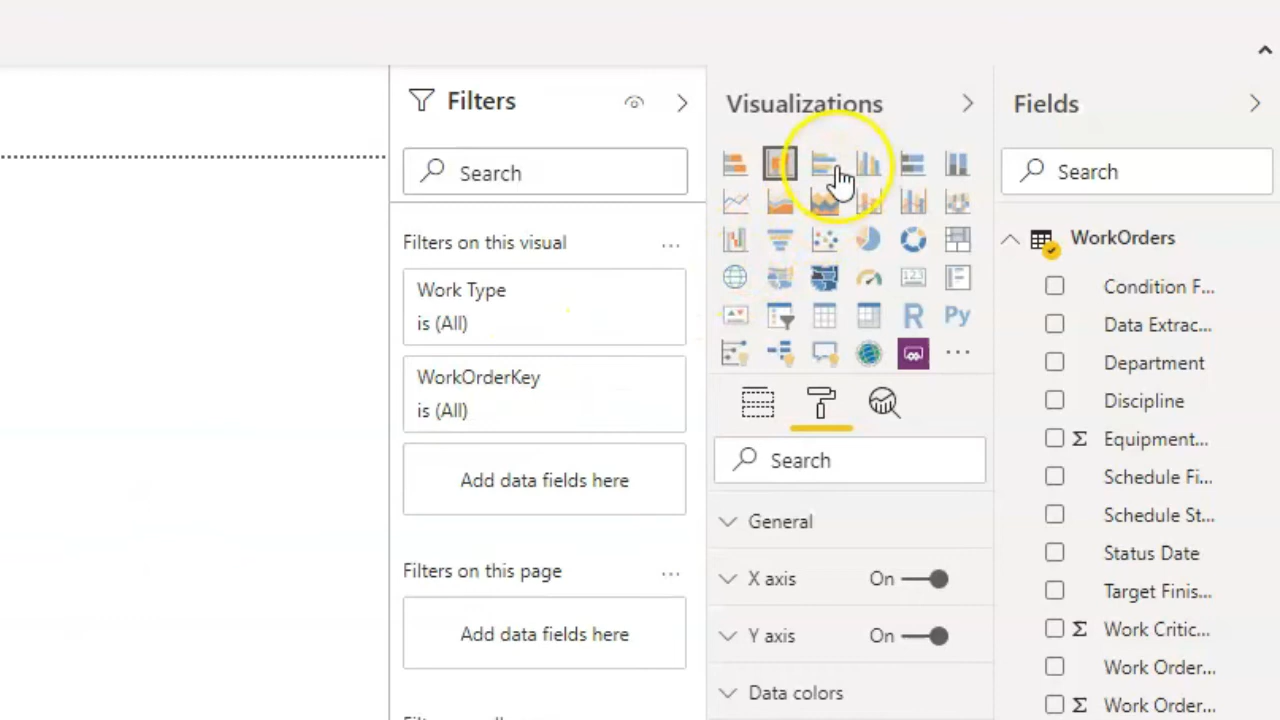 Filters
Search
Filters on this visual
...
Work Type
is (All)
WorkOrderKey
is (All)
Add data fields here
Filters on this page
...
Add data fields here
Visualizations
123
R
Py
...
Search
General
X axis
On
Y axis
On
Data colors
Fields
Search
WorkOrders
Condition F...
Data Extrac...
Department
Discipline
Σ Equipment...
Schedule Fi...
Schedule St...
Status Date
Target Finis...
Σ Work Critic...
Work Order...
Σ Work Order...